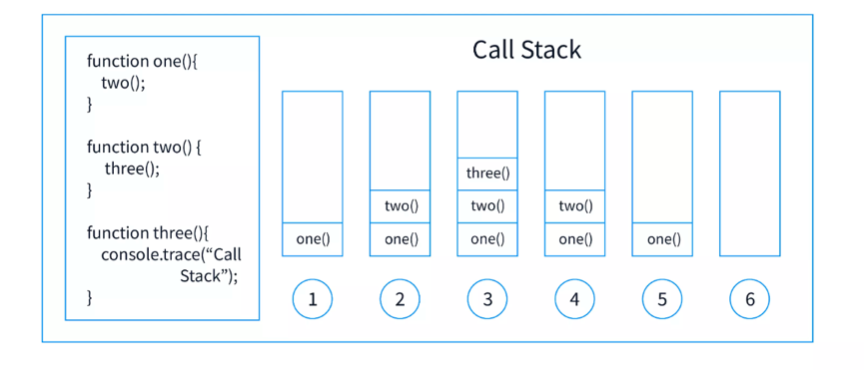 Call Stack
function one(){
two();
}
function two() {
three();
}
function three(){
console.trace(“Call
Stack”);
}
three()
two() two() two()
one() one() one() one() one()
1 2 3 4 5 6